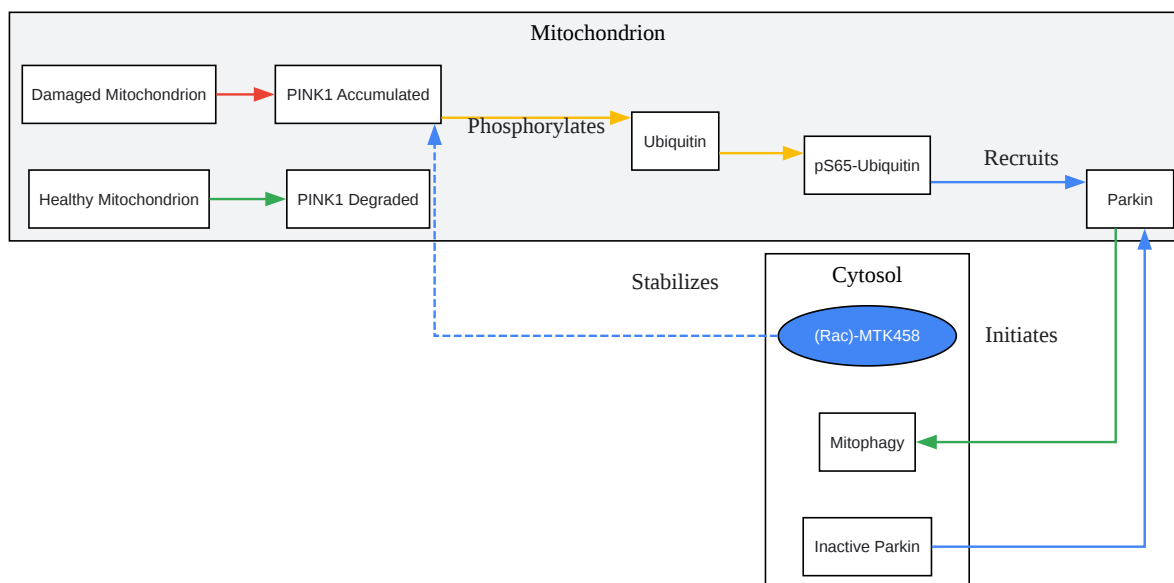 Mitochondrion
Damaged Mitochondrion
PINK1 Accumulated
Phosphorylates
Ubiquitin
pS65-Ubiquitin
Recruits
Parkin
Healthy Mitochondrion
PINK1 Degraded
Stabilizes
Cytosol
(Rac)-MTK458
Initiates
Mitophagy
Inactive Parkin